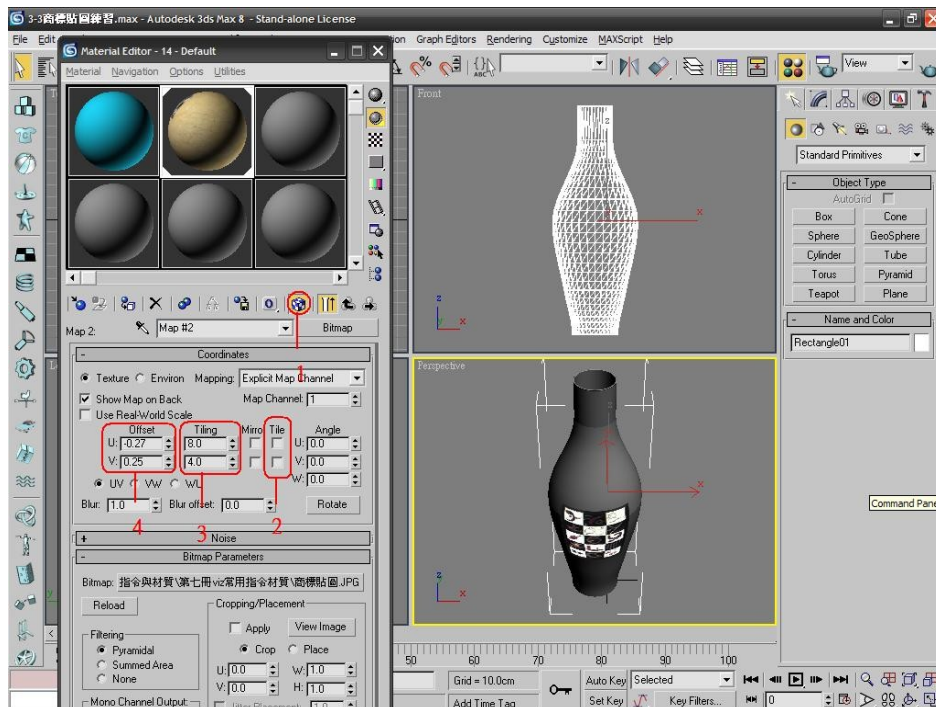 3-3商標貼圖練習.max - Autodesk 3ds Max 8 - Stand-alone License
File Edit Graph Editors Rendering Customize MAXScript Help
Material Editor - 14 - Default
Material Navigation Options Utilities
View
Front
Standard Primitives
Object Type
AutoGrid
Box Cone
Sphere GeoSphere
Cylinder Tube
Torus Pyramid
Teapot Plane
Name and Color
Rectangle01
Map 2: Map #2 Bitmap
1
Coordinates
Texture Environ Mapping: Explicit Map Channel
Show Map on Back Map Channel: 1
Use Real-World Scale
Offset Tiling Mirro Tile Angle
U: -0.27 8.0 U: 0.0
V: 0.25 4.0 V: 0.0
W: 0.0
UV VW WU
Blur: 1.0 Blur offset: 0.0 Rotate
4 3 2
Noise
Bitmap Parameters
Bitmap: 指令與材質\第七冊viz常用指令材質\商標貼圖.JPG
Reload
Cropping/Placement
Apply View Image
Crop Place
U: 0.0 W: 1.0
V: 0.0 H: 1.0
Filtering
Pyramidal
Summed Area
None
Mono Channel Output:
Jitter Placement: 1.0
Perspective
x
z
Command Pane
50 60 70 80 90 100
Grid = 10.0cm
Add Time Tag
Auto Key Selected
Set Key Key Filters...
0